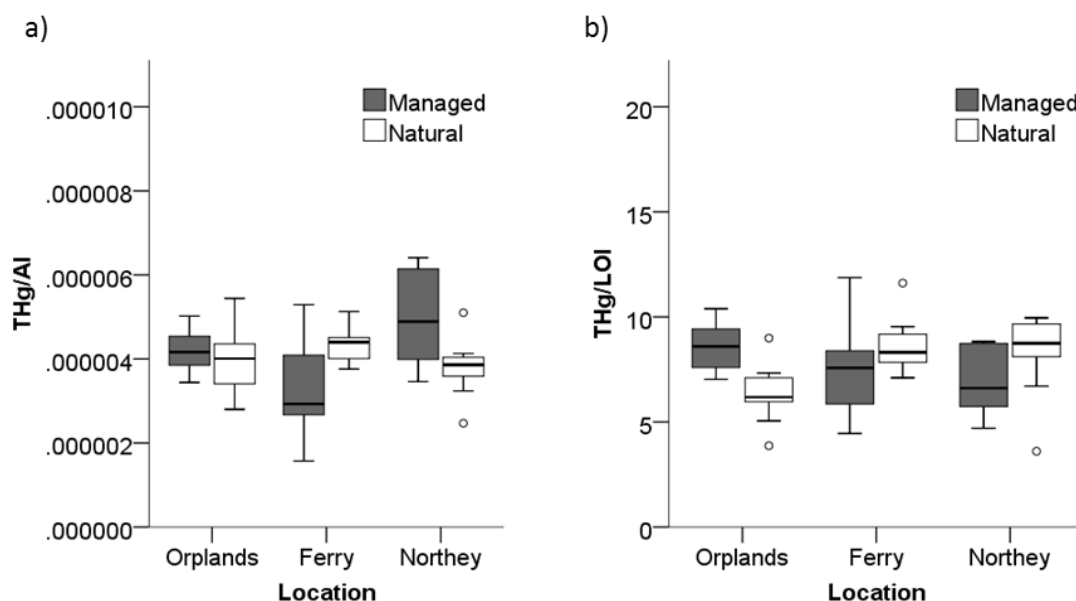 a)
.000010
.000008
.000006
.000004
.000002
.000000
THg/Al
Managed
Natural
Orplands Ferry Northey
Location
b)
20
15
10
5
0
THg/LOI
Managed
Natural
Orplands Ferry Northey
Location